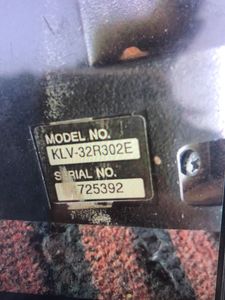 MODEL NO.
KLV-32R302E
SERIAL NO.
725392